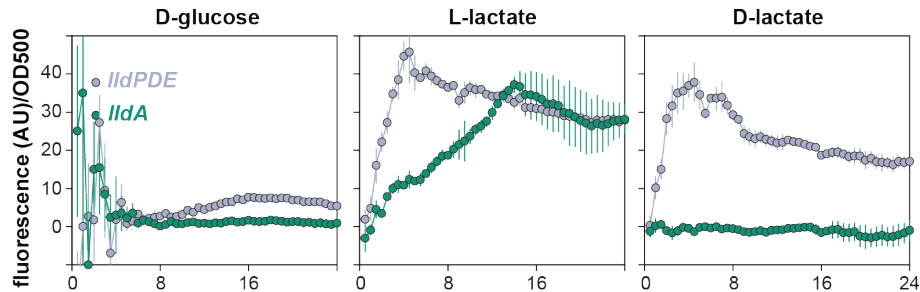 D-glucose L-lactate D-lactate
fluorescence (AU)/OD500
40
30
20
10
0
lldPDE
lldA
0 8 16 0 8 16 0 8 16 24